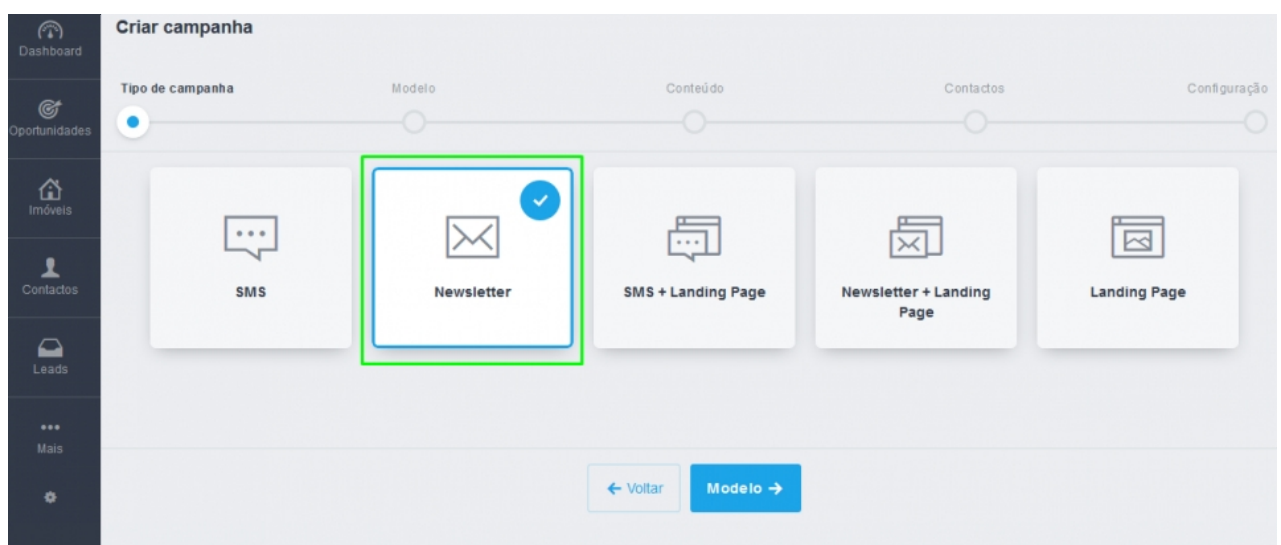 Criar campanha
Dashboard
Oportunidades
Imóveis
Contactos
Leads
Mais
Tipo de campanha
Modelo
Conteúdo
Contactos
Configuração
SMS
Newsletter
SMS + Landing Page
Newsletter + Landing
Page
Landing Page
← Voltar
Modelo →